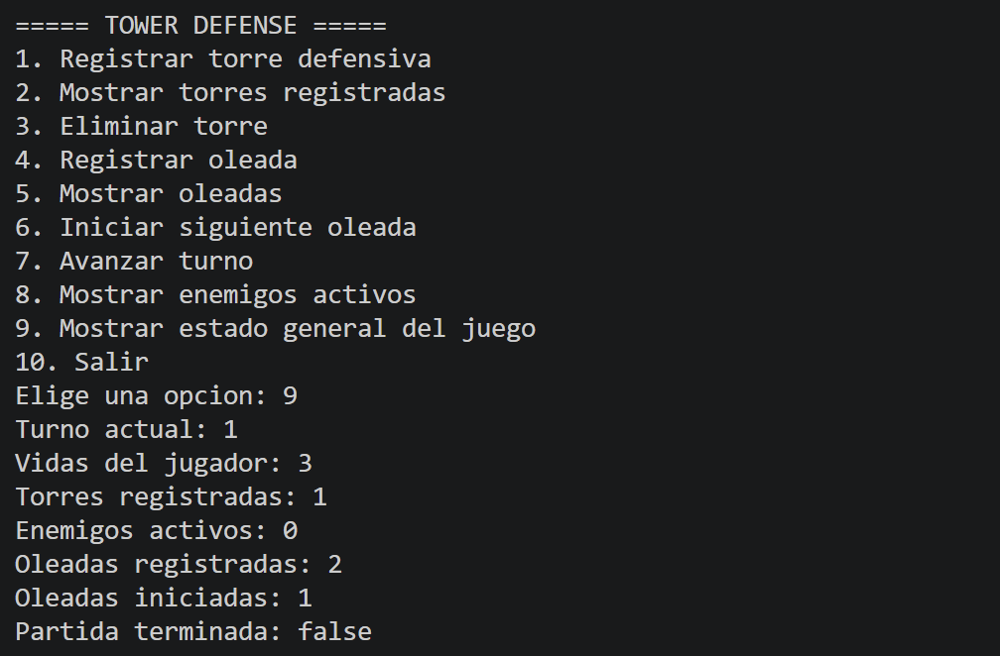 ===== TOWER DEFENSE =====
1. Registrar torre defensiva
2. Mostrar torres registradas
3. Eliminar torre
4. Registrar oleada
5. Mostrar oleadas
6. Iniciar siguiente oleada
7. Avanzar turno
8. Mostrar enemigos activos
9. Mostrar estado general del juego
10. Salir
Elige una opcion: 9
Turno actual: 1
Vidas del jugador: 3
Torres registradas: 1
Enemigos activos: 0
Oleadas registradas: 2
Oleadas iniciadas: 1
Partida terminada: false